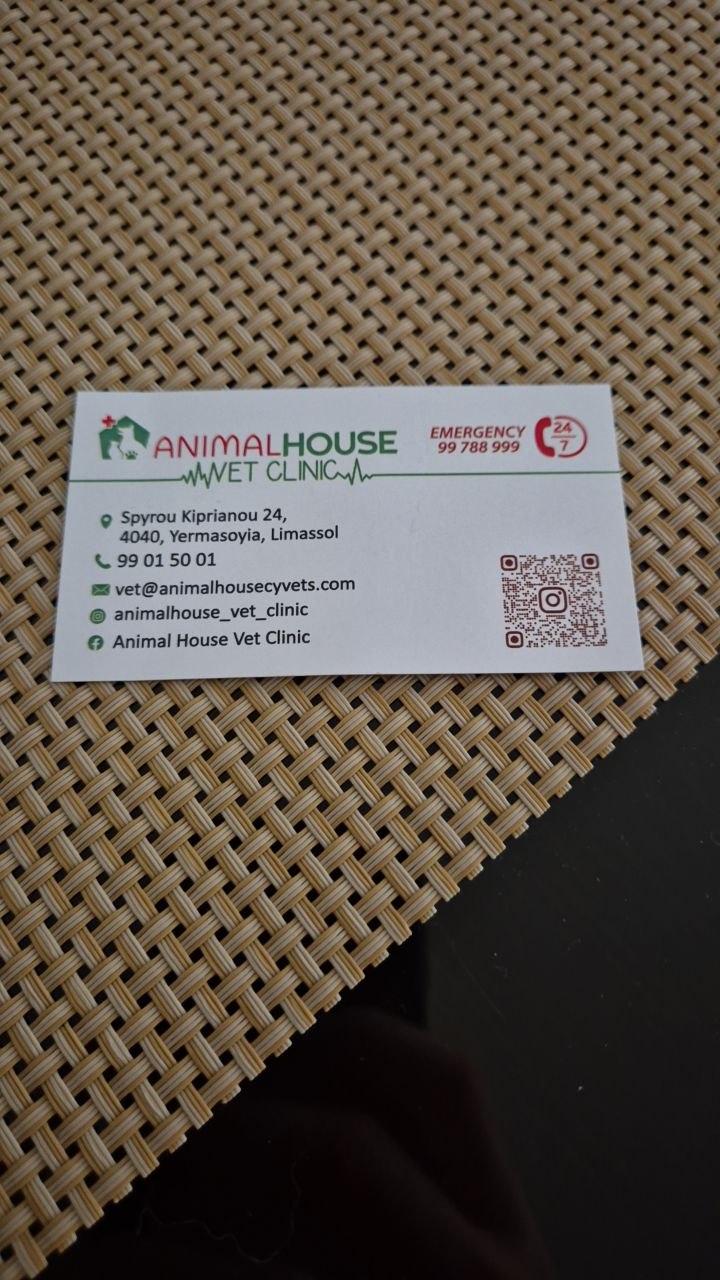 ANIMALHOUSE
VET CLINIC
EMERGENCY
99 788 999
24
7
Spyrou Kiprianou 24,
4040, Yermasoyia, Limassol
99 01 50 01
vet@animalhousecyvets.com
animalhouse_vet_clinic
Animal House Vet Clinic